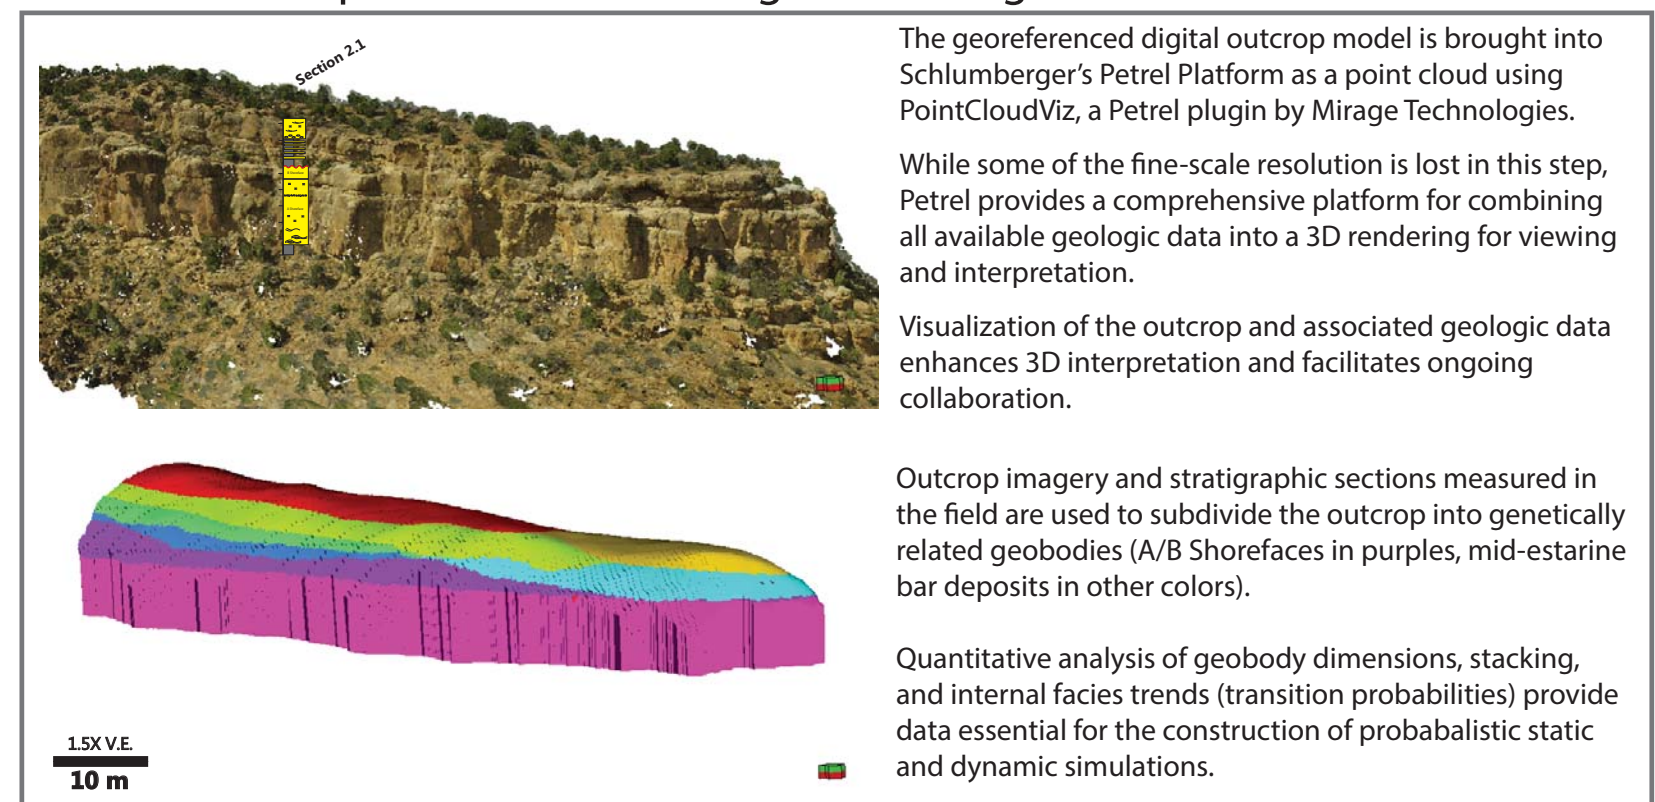 Section 2.1
The georeferenced digital outcrop model is brought into
Schlumberger's Petrel Platform as a point cloud using
PointCloudViz, a Petrel plugin by Mirage Technologies.
While some of the fine-scale resolution is lost in this step,
Petrel provides a comprehensive platform for combining
all available geologic data into a 3D rendering for viewing
and interpretation.
Visualization of the outcrop and associated geologic data
enhances 3D interpretation and facilitates ongoing
collaboration.
Outcrop imagery and stratigraphic sections measured in
the field are used to subdivide the outcrop into genetically
related geobodies (A/B Shorefaces in purples, mid-estarine
bar deposits in other colors).
Quantitative analysis of geobody dimensions, stacking,
and internal facies trends (transition probabilities) provide
data essential for the construction of probabalistic static
and dynamic simulations.
1.5X V.E.
10 m